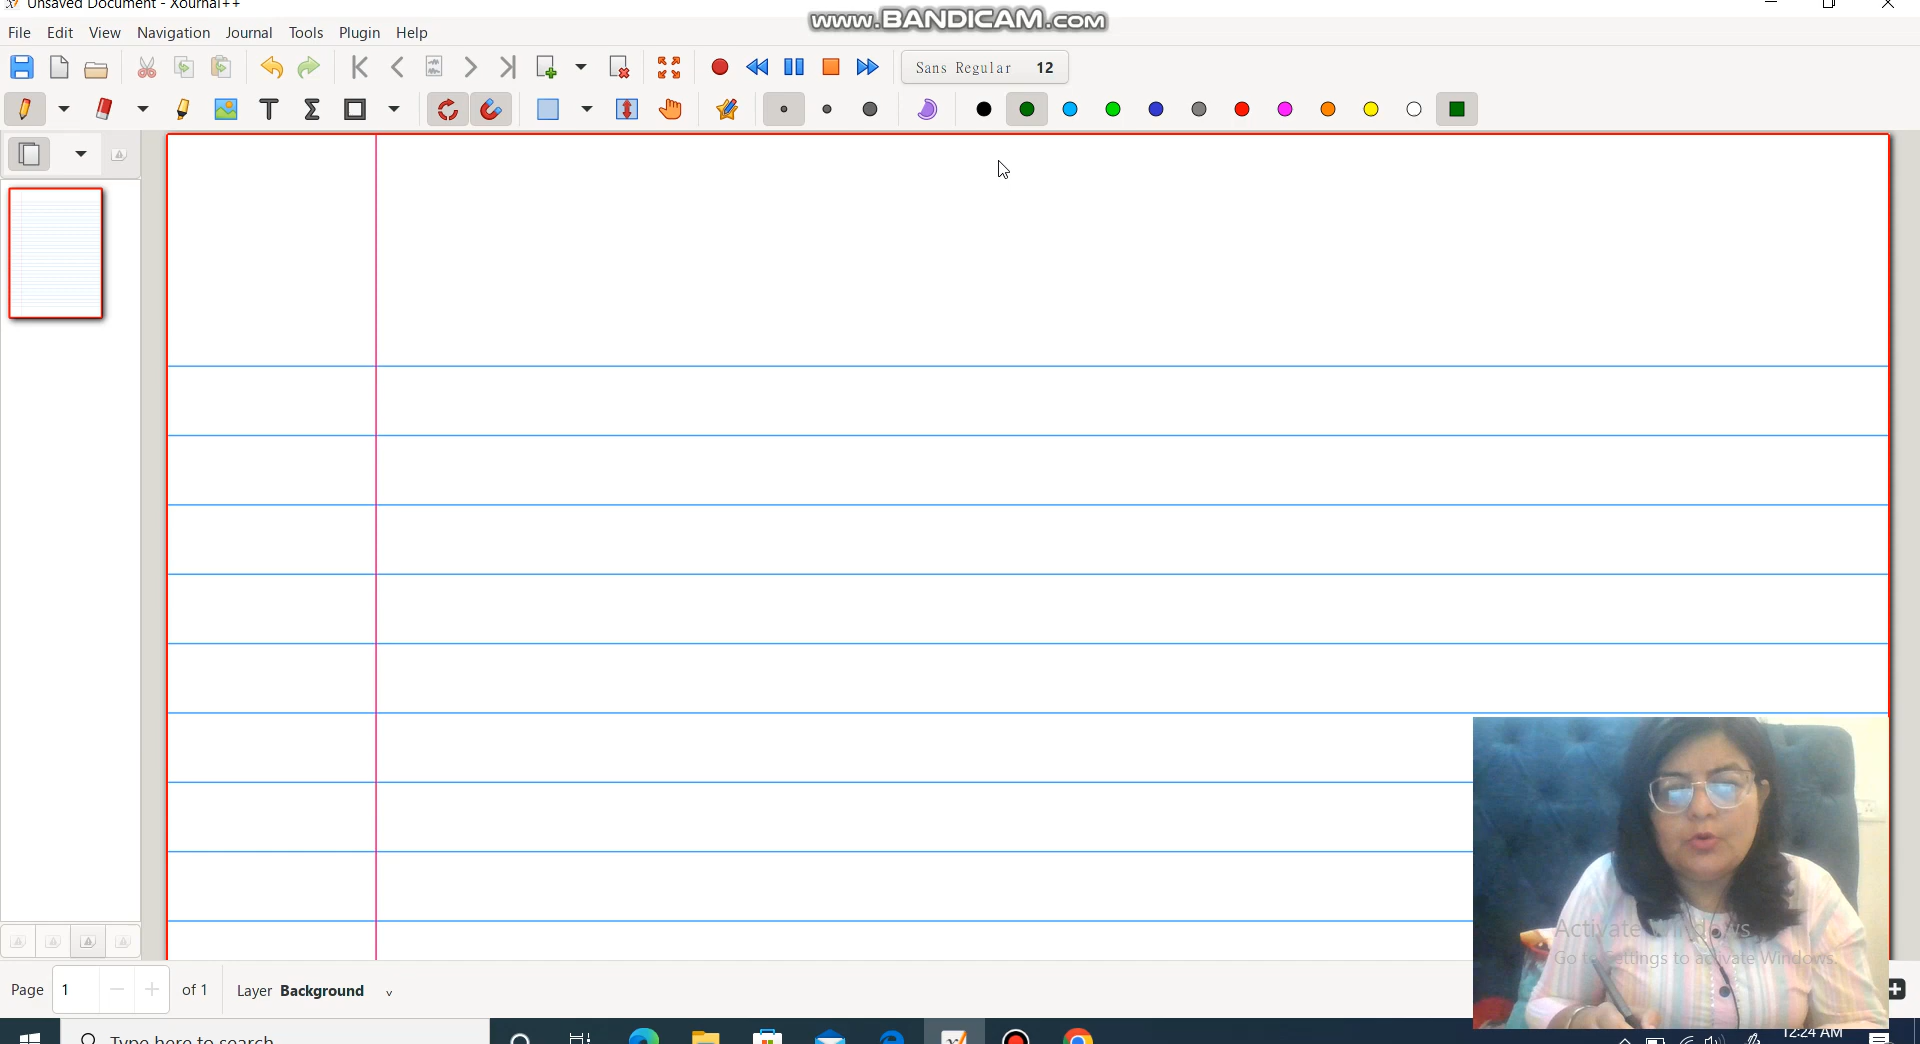 Unsaved Document - Xournal++
www.BANDICAM.com
File Edit View Navigation Journal Tools Plugin Help
Sans Regular 12
Activate Windows
Go to Settings to activate Windows.
Page 1 of 1 Layer Background
Type here to search
12:24 AM